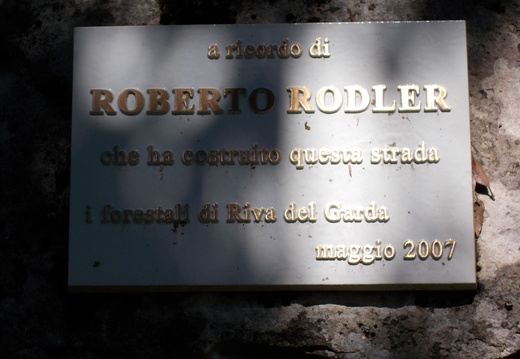 a ricordo di
ROBERTO RODLER
che ha costruito questa strada
i forestali di Riva del Garda
maggio 2007